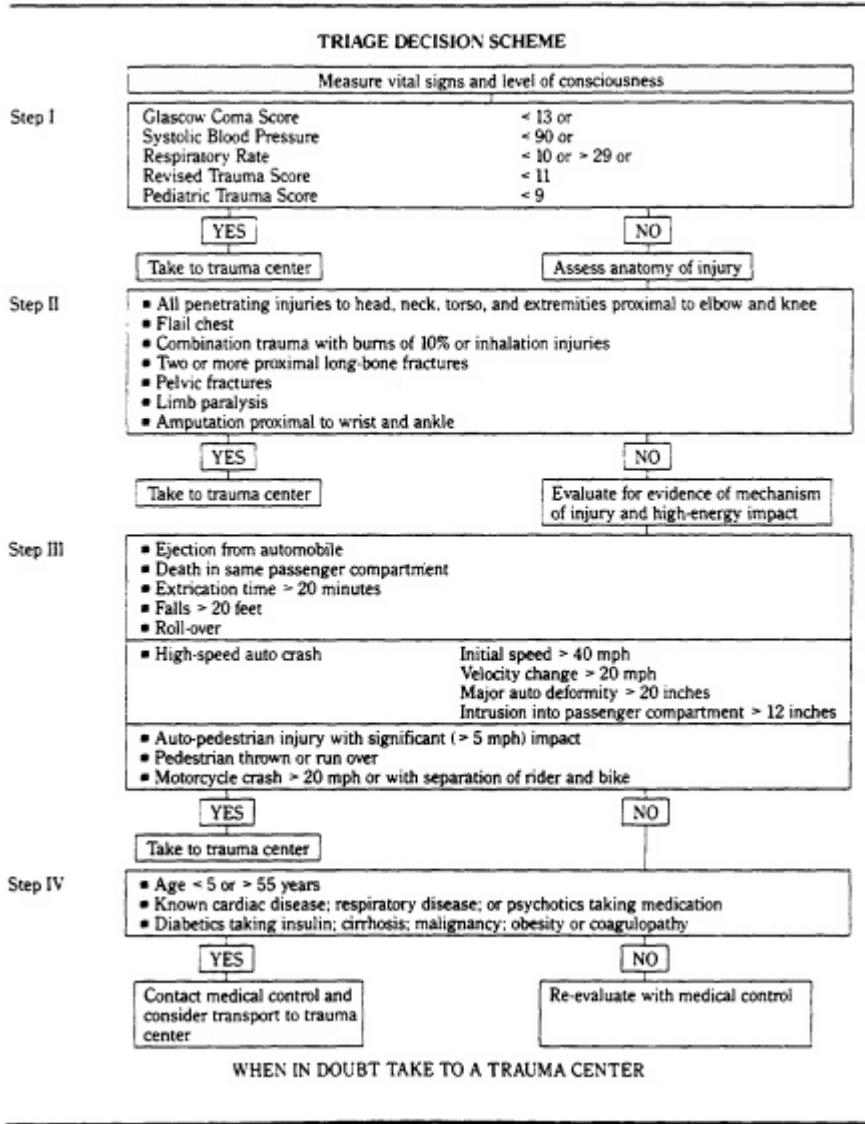 TRIAGE DECISION SCHEME
Measure vital signs and level of consciousness
Step I
Glascow Coma Score < 13 or
Systolic Blood Pressure < 90 or
Respiratory Rate < 10 or > 29 or
Revised Trauma Score < 11
Pediatric Trauma Score < 9
YES NO
Take to trauma center Assess anatomy of injury
Step II
▪ All penetrating injuries to head, neck, torso, and extremities proximal to elbow and knee
▪ Flail chest
▪ Combination trauma with burns of 10% or inhalation injuries
▪ Two or more proximal long-bone fractures
▪ Pelvic fractures
▪ Limb paralysis
▪ Amputation proximal to wrist and ankle
YES NO
Take to trauma center
Evaluate for evidence of mechanism
of injury and high-energy impact
Step III
▪ Ejection from automobile
▪ Death in same passenger compartment
▪ Extrication time > 20 minutes
▪ Falls > 20 feet
▪ Roll-over
▪ High-speed auto crash Initial speed > 40 mph
Velocity change > 20 mph
Major auto deformity > 20 inches
Intrusion into passenger compartment > 12 inches
▪ Auto-pedestrian injury with significant (> 5 mph) impact
▪ Pedestrian thrown or run over
▪ Motorcycle crash > 20 mph or with separation of rider and bike
YES NO
Take to trauma center
Step IV
▪ Age < 5 or > 55 years
▪ Known cardiac disease; respiratory disease; or psychotics taking medication
▪ Diabetics taking insulin; cirrhosis; malignancy; obesity or coagulopathy
YES NO
Contact medical control and
consider transport to trauma
center
Re-evaluate with medical control
WHEN IN DOUBT TAKE TO A TRAUMA CENTER